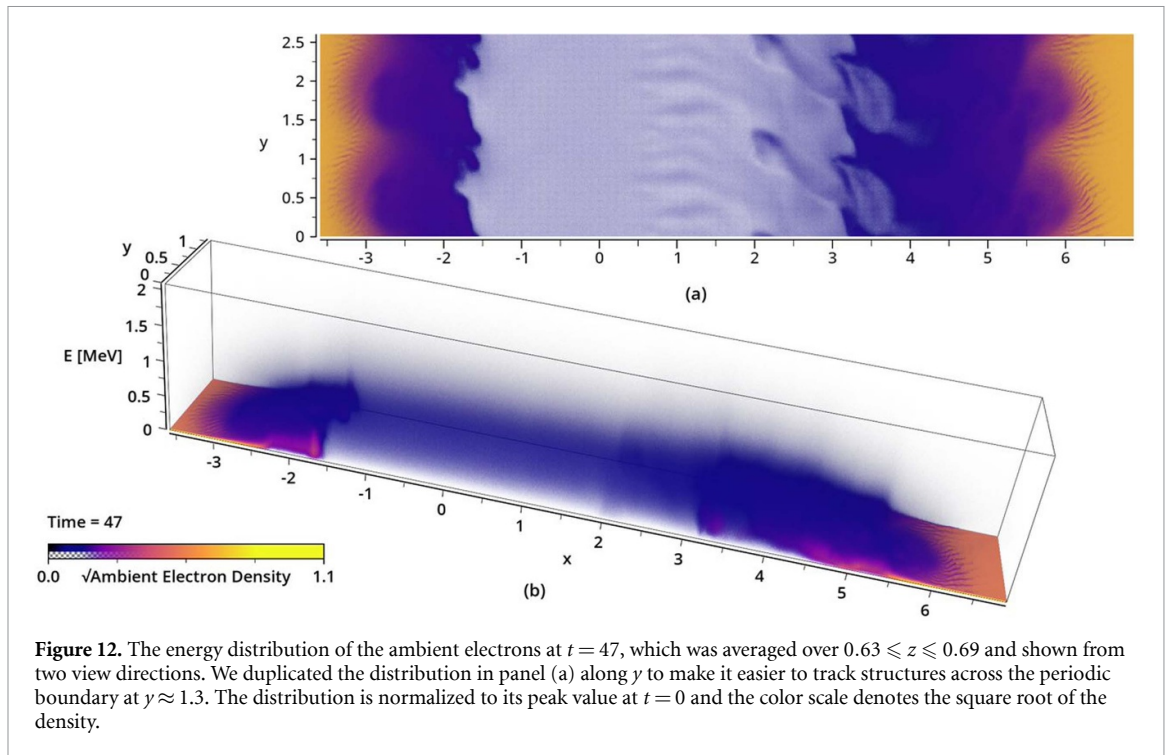 2.5
2
1.5
1
0.5
0
y
-3 -2 -1 0 1 2 3 4 5 6
(a)
y 1
0.5
0
2
1.5
E [MeV] 1
0.5
0
-3
-2
-1
0
1
2
3
4
5
6
x
(b)
Time = 47
0.0 √Ambient Electron Density 1.1
Figure 12. The energy distribution of the ambient electrons at t = 47, which was averaged over 0.63 ⩽ z ⩽ 0.69 and shown from
two view directions. We duplicated the distribution in panel (a) along y to make it easier to track structures across the periodic
boundary at y ≈ 1.3. The distribution is normalized to its peak value at t = 0 and the color scale denotes the square root of the
density.